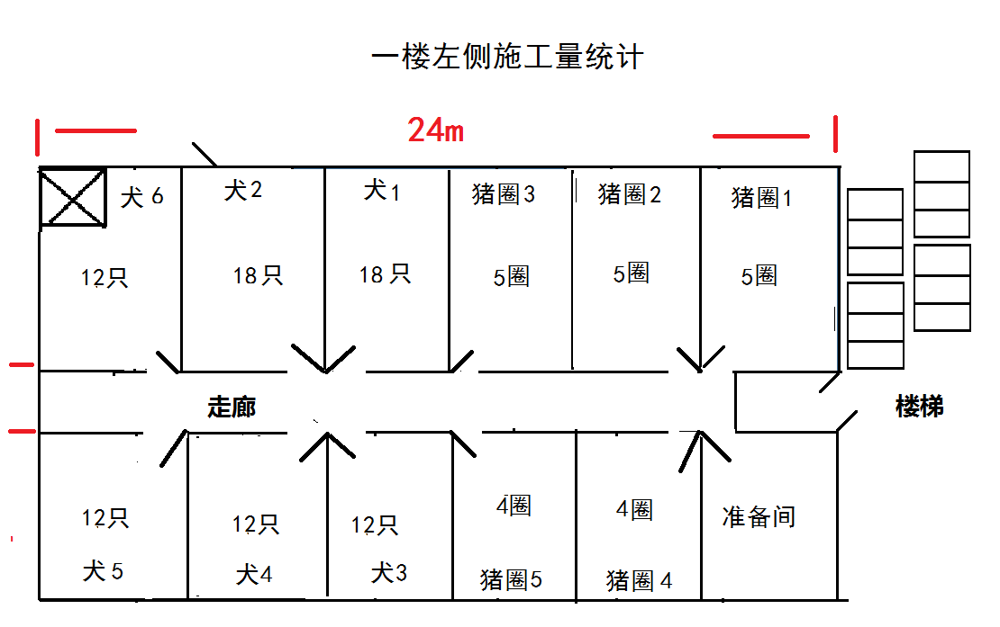 一楼左侧施工量统计
24m
犬6
犬2
犬1
猪圈3
猪圈2
猪圈1
12只
18只
18只
5圈
5圈
5圈
走廊
楼梯
12只
12只
12只
4圈
4圈
准备间
犬5
犬4
犬3
猪圈5
猪圈4